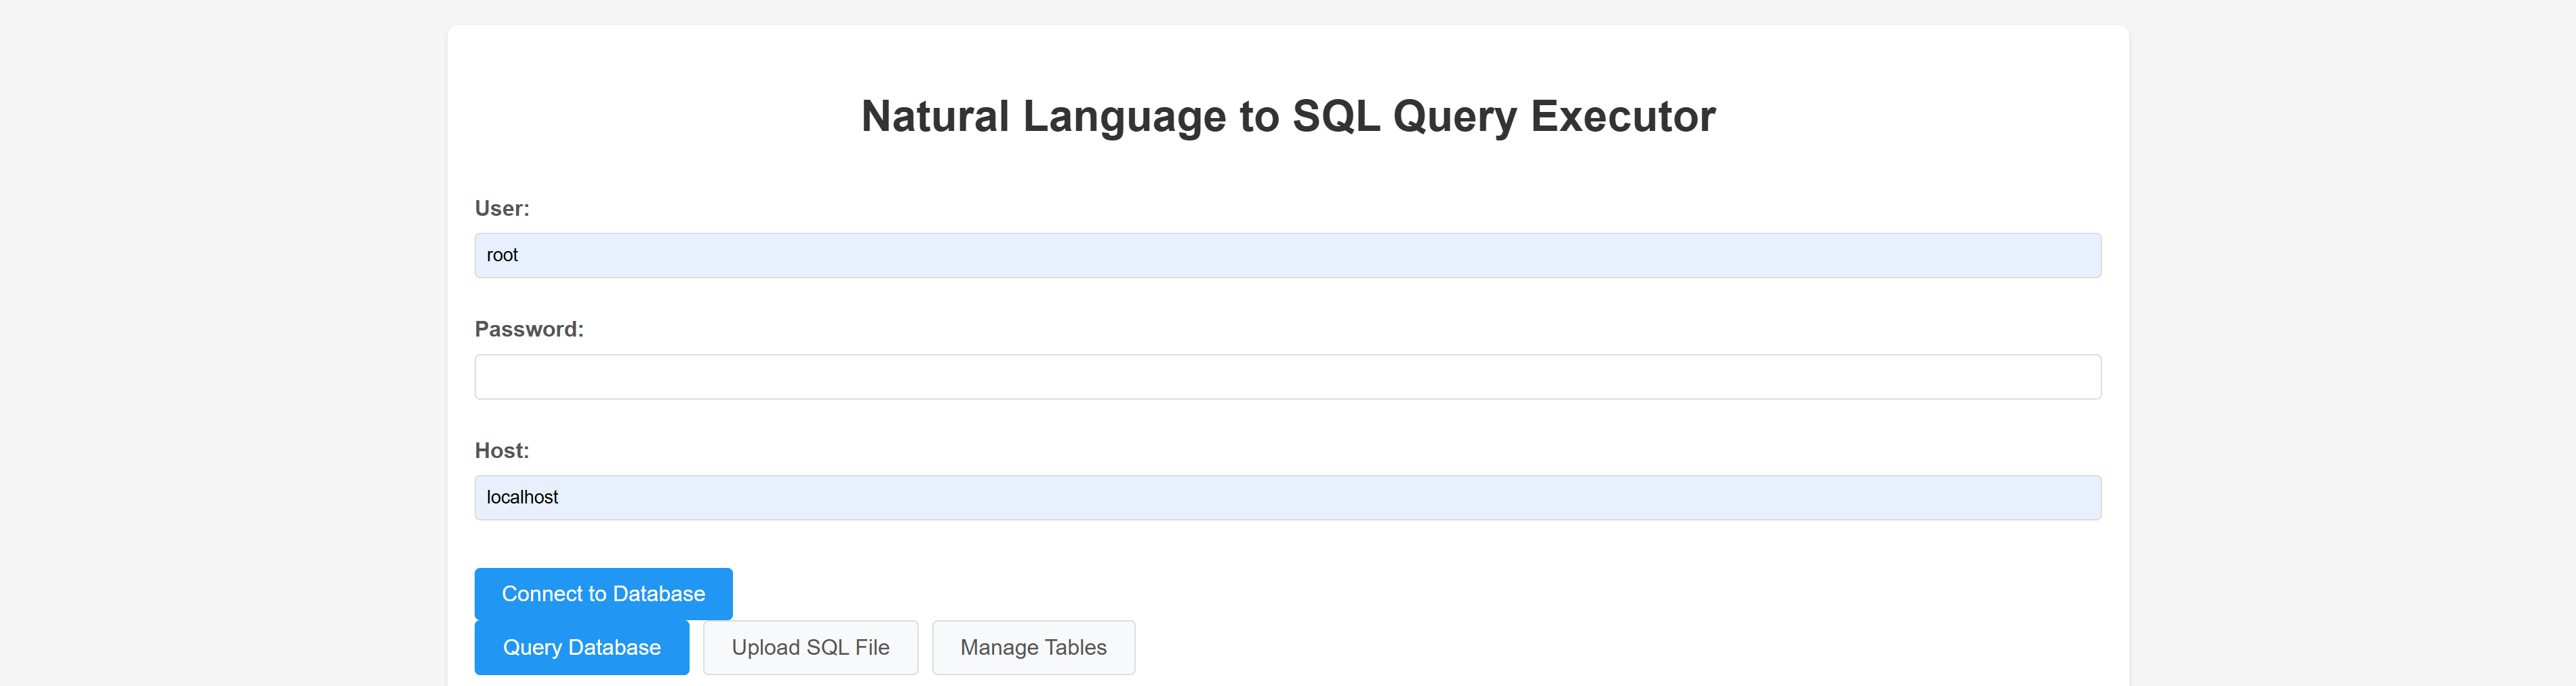 Natural Language to SQL Query Executor
User:
root
Password:
Host:
localhost
Connect to Database
Query Database Upload SQL File Manage Tables